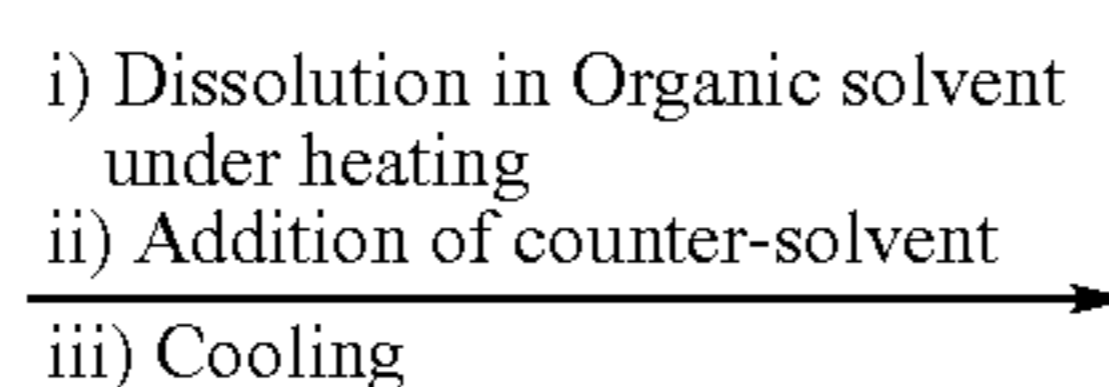 i) Dissolution in Organic solvent
under heating
ii) Addition of counter-solvent
iii) Cooling